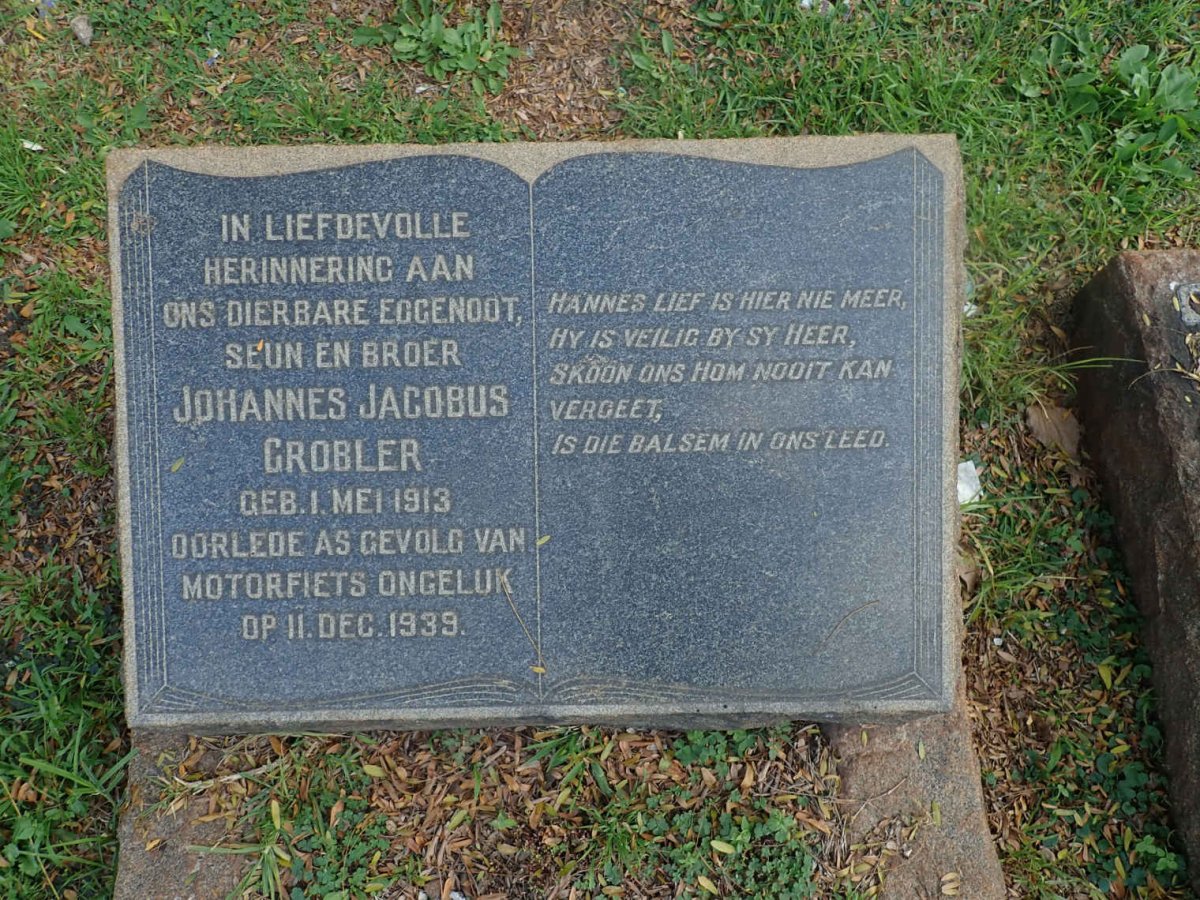 IN LIEFDEVOLLE
HERINNERING AAN
ONS DIERBARE EGGENOOT,
SEUN EN BROER
JOHANNES JACOBUS
GROBLER
GEB. 1. MEI 1913
OORLEDE AS GEVOLG VAN
MOTORFIETS ONGELUK
OP 11. DEC. 1939.
HANNES LIEF IS HIER NIE MEER,
HY IS VEILIG BY SY HEER,
SKOON ONS HOM NOOIT KAN
VERGEET,
IS DIE BALSEM IN ONS LEED.